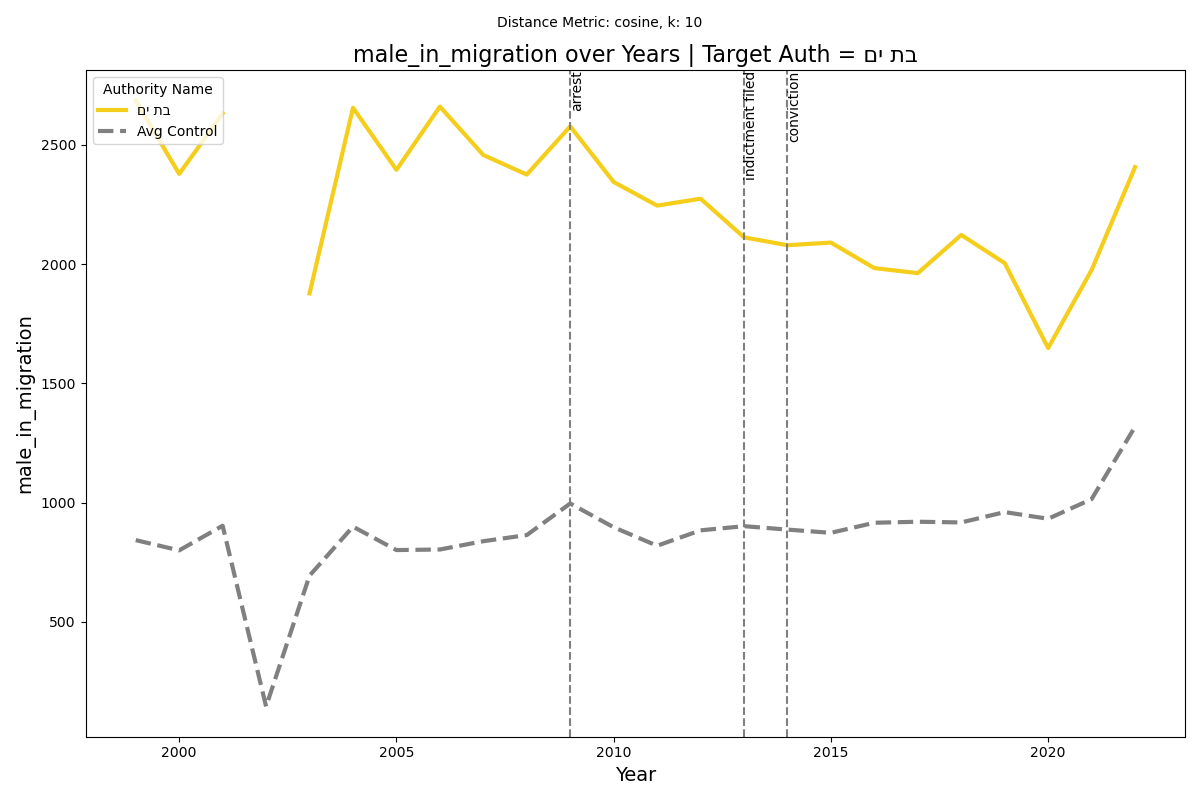 Distance Metric: cosine, k: 10
male_in_migration over Years | Target Auth = בת ים
Authority Name
בת ים
Avg Control
arrest
indictment filed
conviction
2500
2000
1500
1000
500
male_in_migration
2000 2005 2010 2015 2020
Year